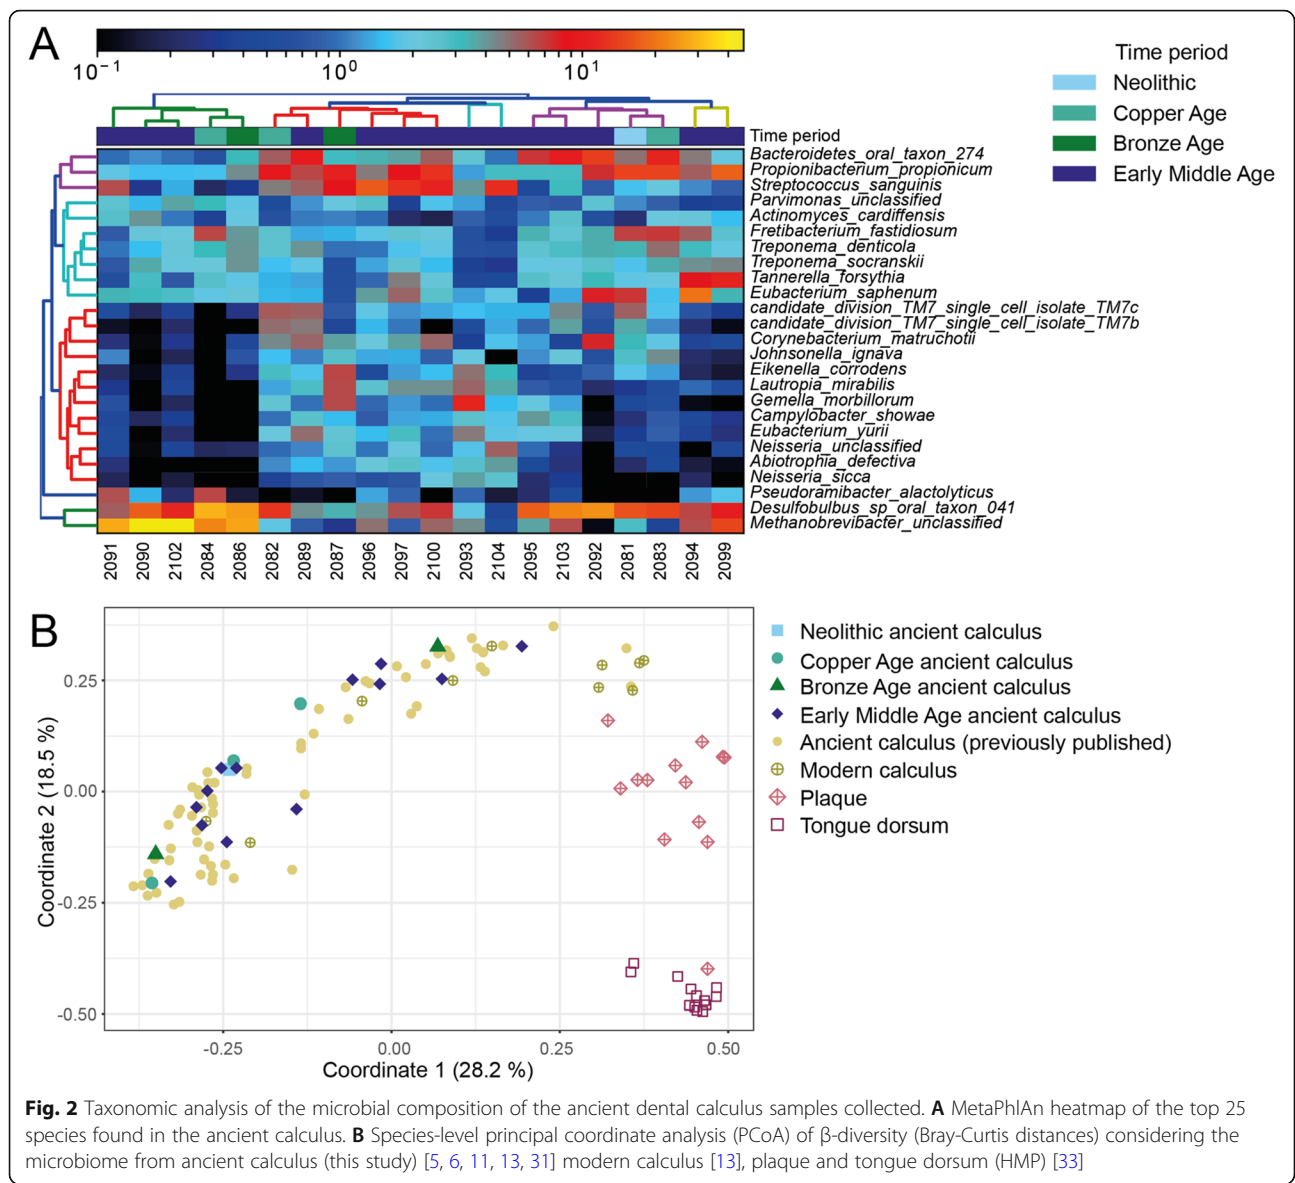 A
10⁻¹ 10⁰ 10¹
Time period
Neolithic
Copper Age
Bronze Age
Early Middle Age
Time period
Bacteroidetes_oral_taxon_274
Propionibacterium_propionicum
Streptococcus_sanguinis
Parvimonas_unclassified
Actinomyces_cardiffensis
Fretibacterium_fastidiosum
Treponema_denticola
Treponema_socranskii
Tannerella_forsythia
Eubacterium_saphenum
candidate_division_TM7_single_cell_isolate_TM7c
candidate_division_TM7_single_cell_isolate_TM7b
Corynebacterium_matruchotii
Johnsonella_ignava
Eikenella_corrodens
Lautropia_mirabilis
Gemella_morbillorum
Campylobacter_showae
Eubacterium_yurii
Neisseria_unclassified
Abiotrophia_defectiva
Neisseria_sicca
Pseudoramibacter_alactolyticus
Desulfobulbus_sp_oral_taxon_041
Methanobrevibacter_unclassified
2091 2090 2102 2084 2086 2082 2089 2087 2096 2097 2100 2093 2104 2095 2103 2092 2081 2083 2094 2099
B
Coordinate 2 (18.5 %)
0.25
0.00
-0.25
-0.50
-0.25 0.00 0.25 0.50
Coordinate 1 (28.2 %)
Neolithic ancient calculus
Copper Age ancient calculus
Bronze Age ancient calculus
Early Middle Age ancient calculus
Ancient calculus (previously published)
Modern calculus
Plaque
Tongue dorsum
Fig. 2 Taxonomic analysis of the microbial composition of the ancient dental calculus samples collected. A MetaPhlAn heatmap of the top 25
species found in the ancient calculus. B Species-level principal coordinate analysis (PCoA) of β-diversity (Bray-Curtis distances) considering the
microbiome from ancient calculus (this study) [5, 6, 11, 13, 31] modern calculus [13], plaque and tongue dorsum (HMP) [33]